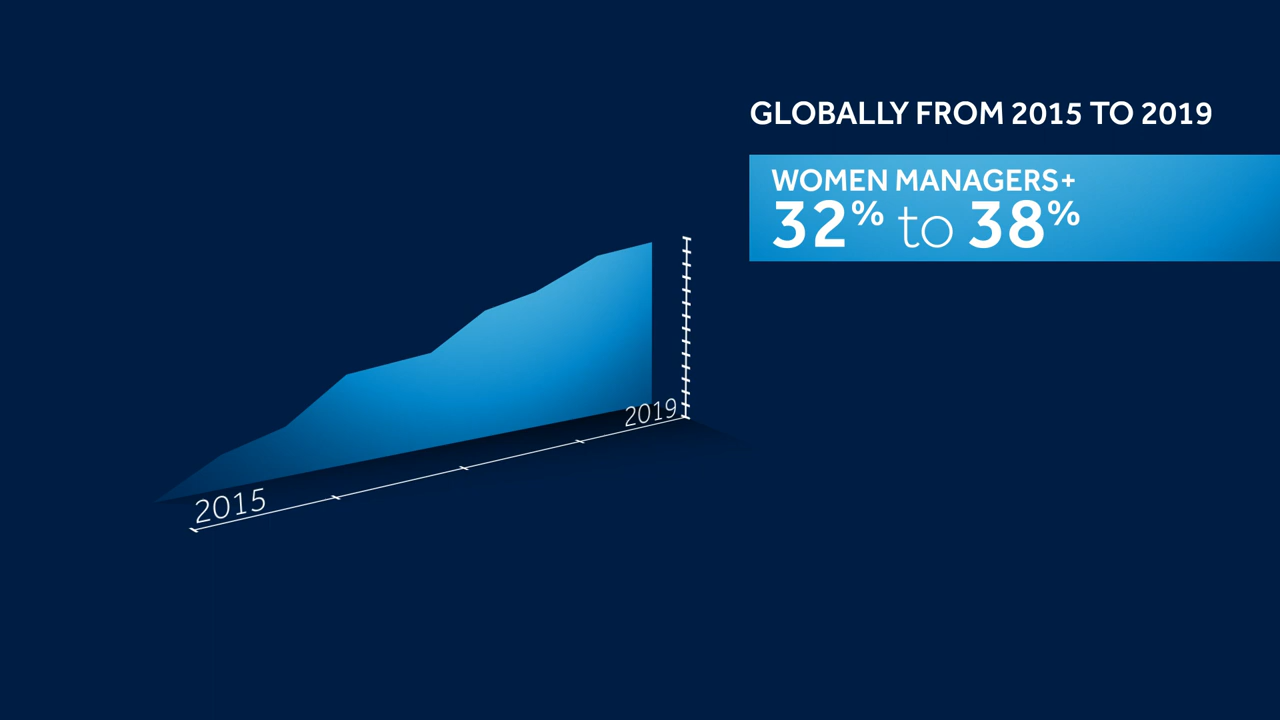 GLOBALLY FROM 2015 TO 2019
WOMEN MANAGERS+
32% to 38%
2019
2015